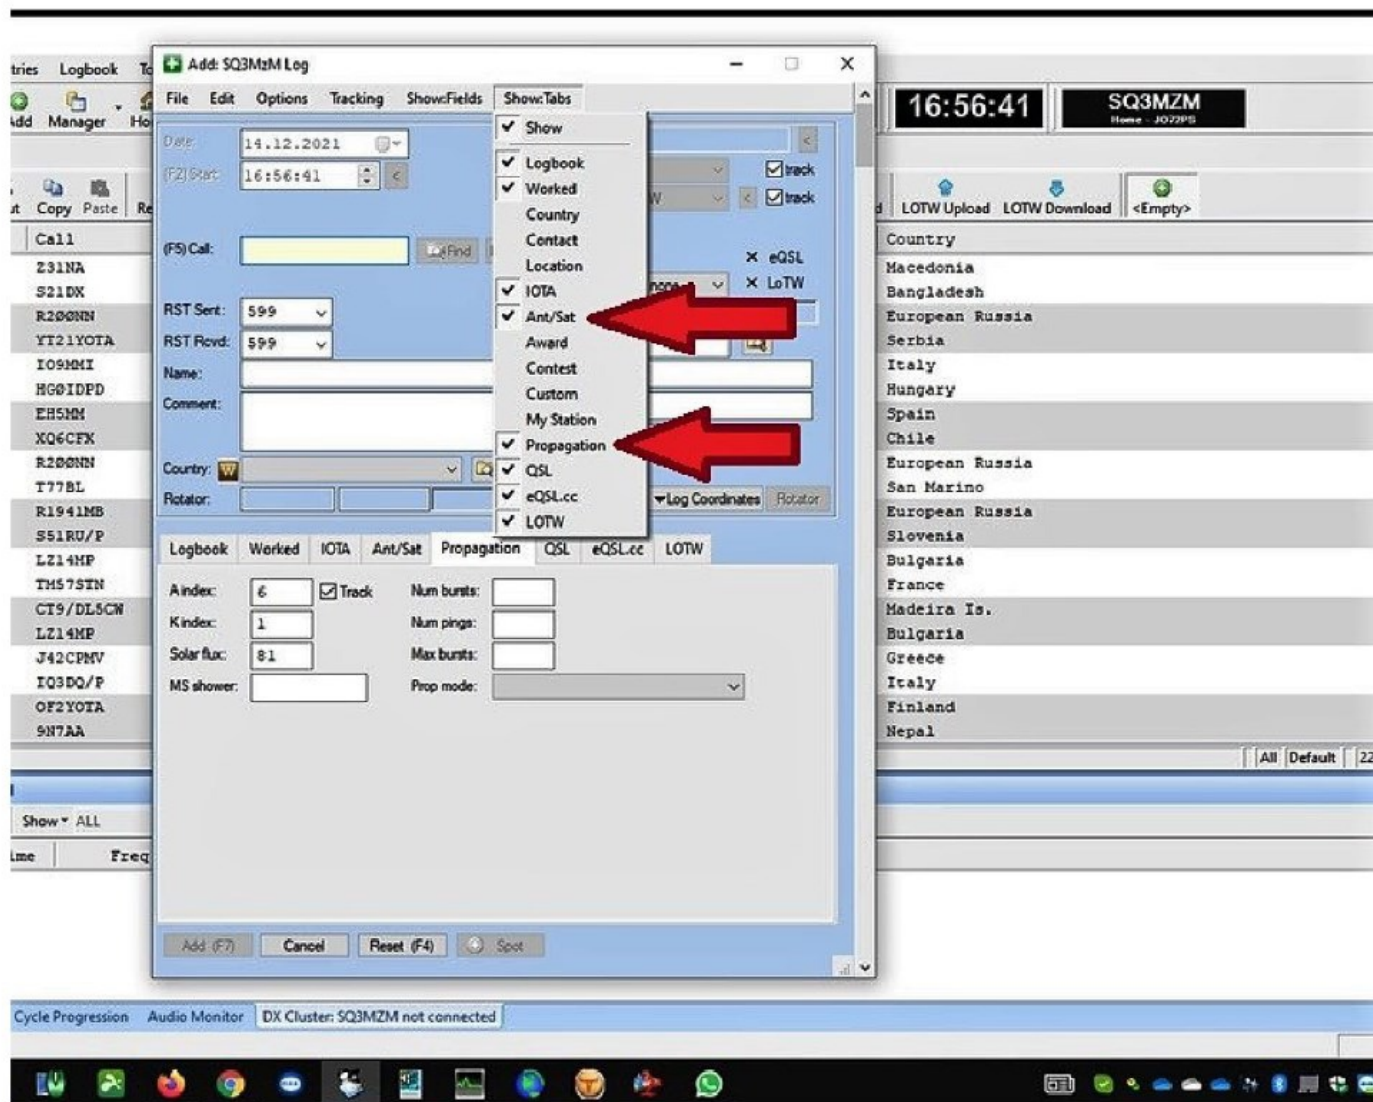 tries Logbook
Add Manager
Copy Paste
Call
Z31NA
S21DX
R200NN
YT21YOTA
IO9MMI
HG0IDPD
EH5MM
XQ6CFX
R200NN
T77BL
R1941MB
S51RU/P
LZ14MP
TM57STN
CT9/DL5CW
LZ14MP
J42CPMV
IQ3DQ/P
OF2YOTA
9N7AA
Show ALL
Freq
Add: SQ3MzM Log
File Edit Options Tracking Show:Fields Show:Tabs
Date: 14.12.2021
(F2) Start: 16:56:41
track
track
(F5) Call: Find
eQSL
LoTW
RST Sent: 599
RST Rcvd: 599
Name:
Comment:
Country: W
Rotator: Log Coordinates Rotator
Show
Logbook
Worked
Country
Contact
Location
IOTA
Ant/Sat
Award
Contest
Custom
My Station
Propagation
QSL
eQSL.cc
LOTW
Logbook Worked IOTA Ant/Sat Propagation QSL eQSL.cc LOTW
A index: 6 Track Num bursts:
K index: 1 Num pings:
Solar flux: 81 Max bursts:
MS shower: Prop mode:
Add (F7) Cancel Reset (F4) Spot
16:56:41
SQ3MZM
Home - JO72PS
LOTW Upload LOTW Download <Empty>
Country
Macedonia
Bangladesh
European Russia
Serbia
Italy
Hungary
Spain
Chile
European Russia
San Marino
European Russia
Slovenia
Bulgaria
France
Madeira Is.
Bulgaria
Greece
Italy
Finland
Nepal
All Default 22
Cycle Progression Audio Monitor DX Cluster: SQ3MZM not connected